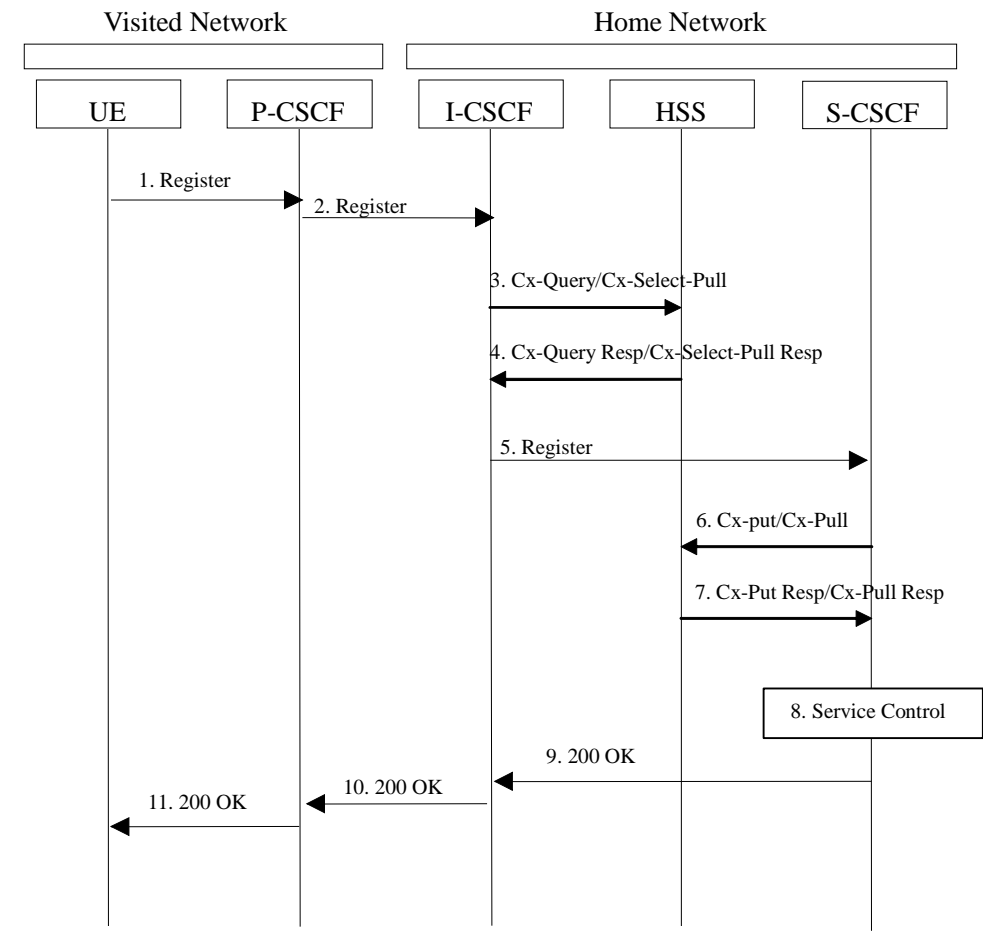 Visited Network
Home Network
UE
P-CSCF
I-CSCF
HSS
S-CSCF
1. Register
2. Register
3. Cx-Query/Cx-Select-Pull
4. Cx-Query Resp/Cx-Select-Pull Resp
5. Register
6. Cx-put/Cx-Pull
7. Cx-Put Resp/Cx-Pull Resp
8. Service Control
9. 200 OK
10. 200 OK
11. 200 OK